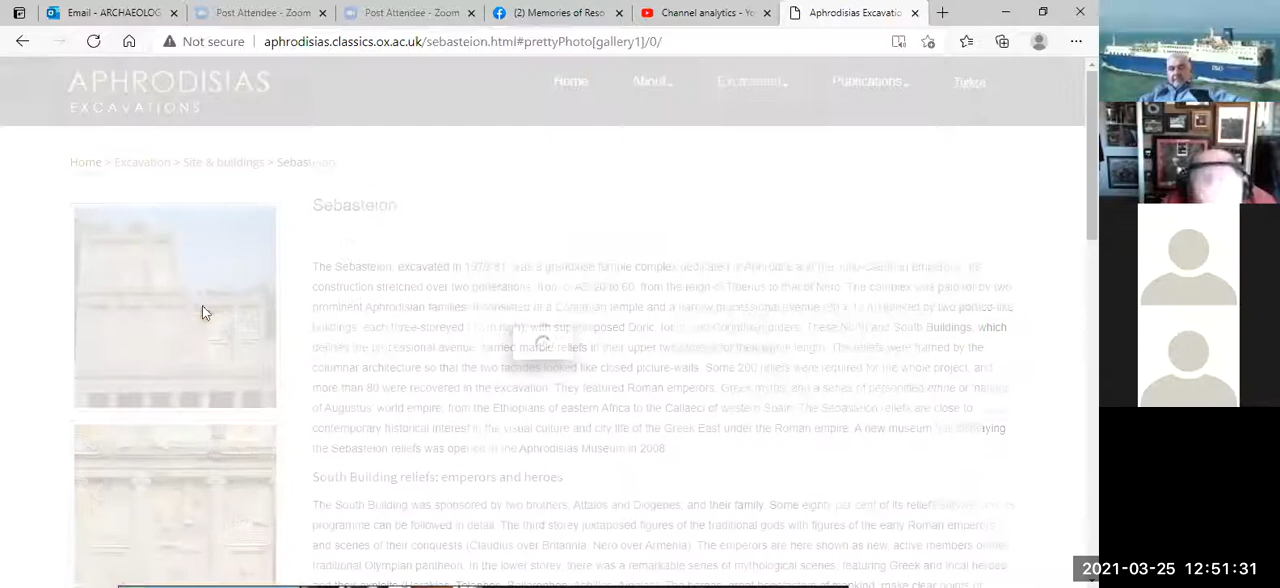 Email - ARCHAEOLOG
Post Attendee - Zoom
Post Attendee - Zoom
(2) Memories of Reso
Channel analytics - Yo
Aphrodisias Excavatio
Not secure
aphrodisias.classics.ox.ac.uk/sebasteion.html#prettyPhoto[gallery1]/0/
APHRODISIAS
EXCAVATIONS
Home
About
Excavation
Publications
Türkçe
Home > Excavation > Site & buildings > Sebasteion
Sebasteion
The Sebasteion, excavated in 1979-81, was a grandiose temple complex dedicated to Aphrodite and the Julio-Claudian emperors. Its
construction stretched over two generations, from c. AD 20 to 60, from the reign of Tiberius to that of Nero. The complex was paid for by two
prominent Aphrodisian families. It consisted of a Corinthian temple and a narrow processional avenue flanked by two portico-like
buildings, each three-storeyed with superimposed Doric, Ionic, and Corinthian orders. These North and South Buildings, which
defined the processional avenue, carried marble reliefs in their upper two storeys for their entire length. The reliefs were framed by the
columnar architecture so that the two facades looked like closed picture-walls. Some 200 reliefs were required for the whole project, and
more than 80 were recovered in the excavation. They featured Roman emperors, Greek myths, and a series of personified ethne or 'nations
of Augustus' world empire, from the Ethiopians of eastern Africa to the Callaeci of western Spain. The Sebasteion reliefs are close to
contemporary historical interest in the visual culture and city life of the Greek East under the Roman empire. A new museum displaying
the Sebasteion reliefs was opened in the Aphrodisias Museum in 2008.
South Building reliefs: emperors and heroes
The South Building was sponsored by two brothers, Attalos and Diogenes, and their family. Some eighty per cent of its reliefs
programme can be followed in detail. The third storey juxtaposed figures of the traditional gods with figures of the early Roman emperors
and scenes of their conquests (Claudius over Britannia, Nero over Armenia). The emperors are here shown as new, active members of the
traditional Olympian pantheon. In the lower storey, there was a remarkable series of mythological scenes, featuring Greek and local heroes
2021-03-25 12:51:31